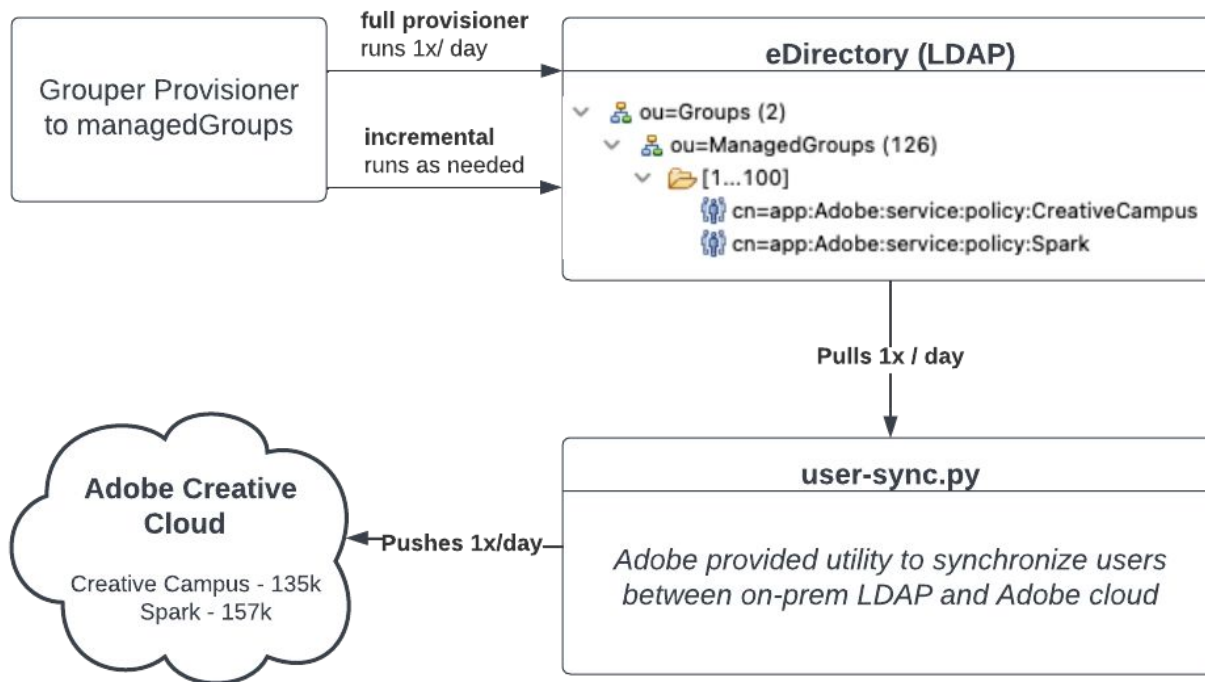 Grouper Provisioner
to managedGroups
full provisioner
runs 1x/ day
incremental
runs as needed
eDirectory (LDAP)
ou=Groups (2)
ou=ManagedGroups (126)
[1...100]
cn=app:Adobe:service:policy:CreativeCampus
cn=app:Adobe:service:policy:Spark
Pulls 1x / day
user-sync.py
Adobe provided utility to synchronize users
between on-prem LDAP and Adobe cloud
Pushes 1x/day
Adobe Creative
Cloud
Creative Campus - 135k
Spark - 157k